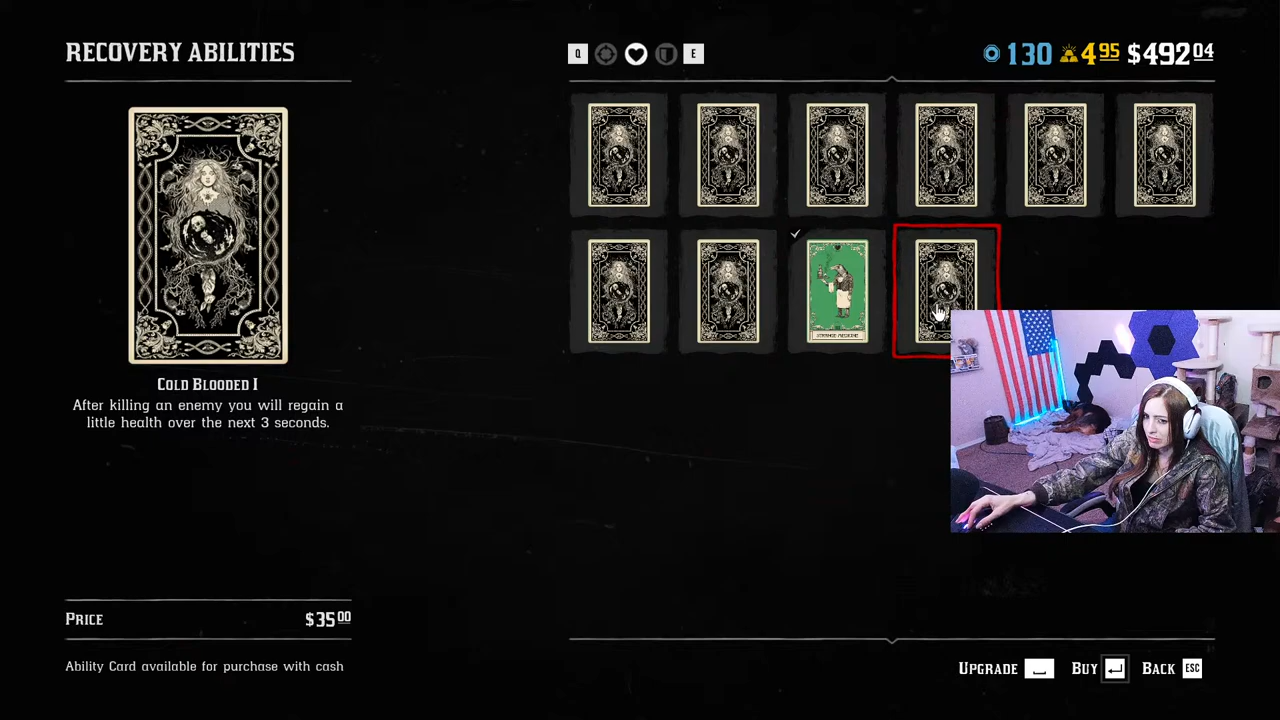 RECOVERY ABILITIES
Q E
130 4.95 $492.04
STRANGE MEDICINE
COLD BLOODED I
After killing an enemy you will regain a
little health over the next 3 seconds.
PRICE $35.00
Ability Card available for purchase with cash
UPGRADE BUY BACK ESC